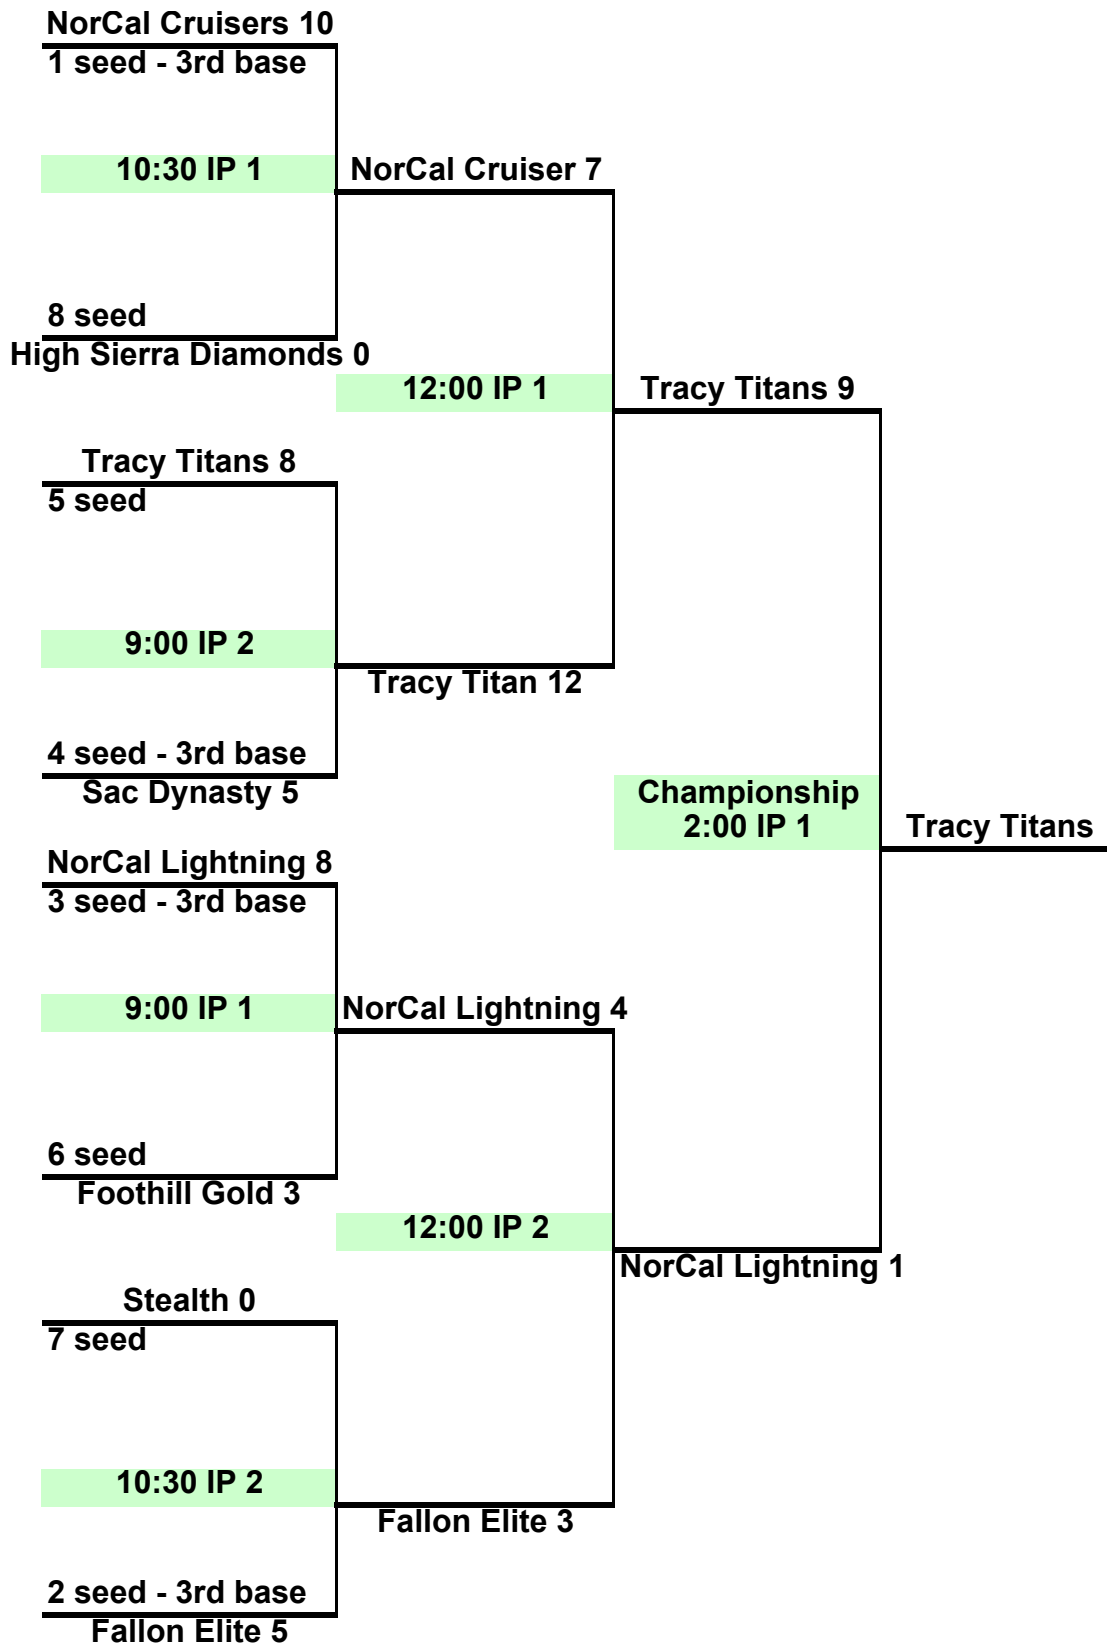 NorCal Cruisers 10
1 seed - 3rd base
10:30 IP 1
NorCal Cruiser 7
8 seed
High Sierra Diamonds 0
12:00 IP 1
Tracy Titans 9
Tracy Titans 8
5 seed
9:00 IP 2
Tracy Titan 12
4 seed - 3rd base
Sac Dynasty 5
Championship
2:00 IP 1
Tracy Titans
NorCal Lightning 8
3 seed - 3rd base
9:00 IP 1
NorCal Lightning 4
6 seed
Foothill Gold 3
12:00 IP 2
NorCal Lightning 1
Stealth 0
7 seed
10:30 IP 2
Fallon Elite 3
2 seed - 3rd base
Fallon Elite 5